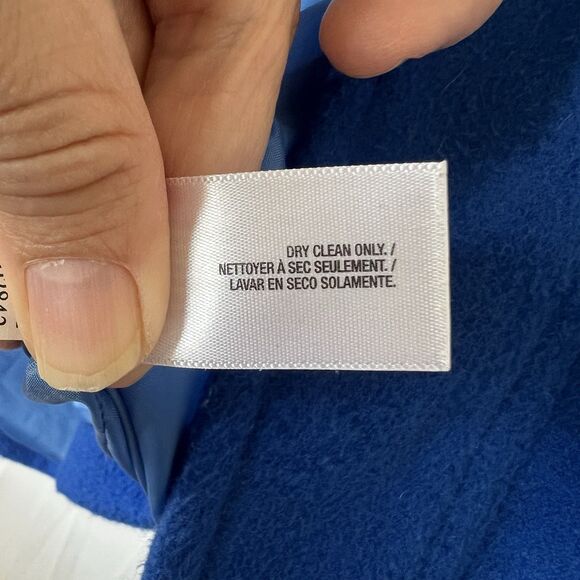 DRY CLEAN ONLY. /
NETTOYER À SEC SEULEMENT. /
LAVAR EN SECO SOLAMENTE.